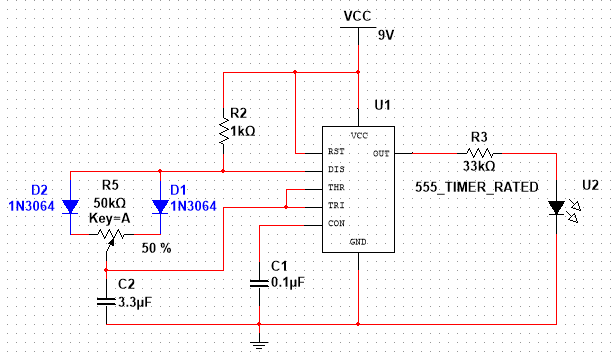 VCC
9V
U1
R2
1kΩ
VCC
R3
RST
OUT
33kΩ
DIS
D2
R5
D1
555_TIMER_RATED
U2
THR
1N3064
50kΩ
1N3064
TRI
Key=A
CON
50 %
GND
C1
0.1µF
C2
3.3µF